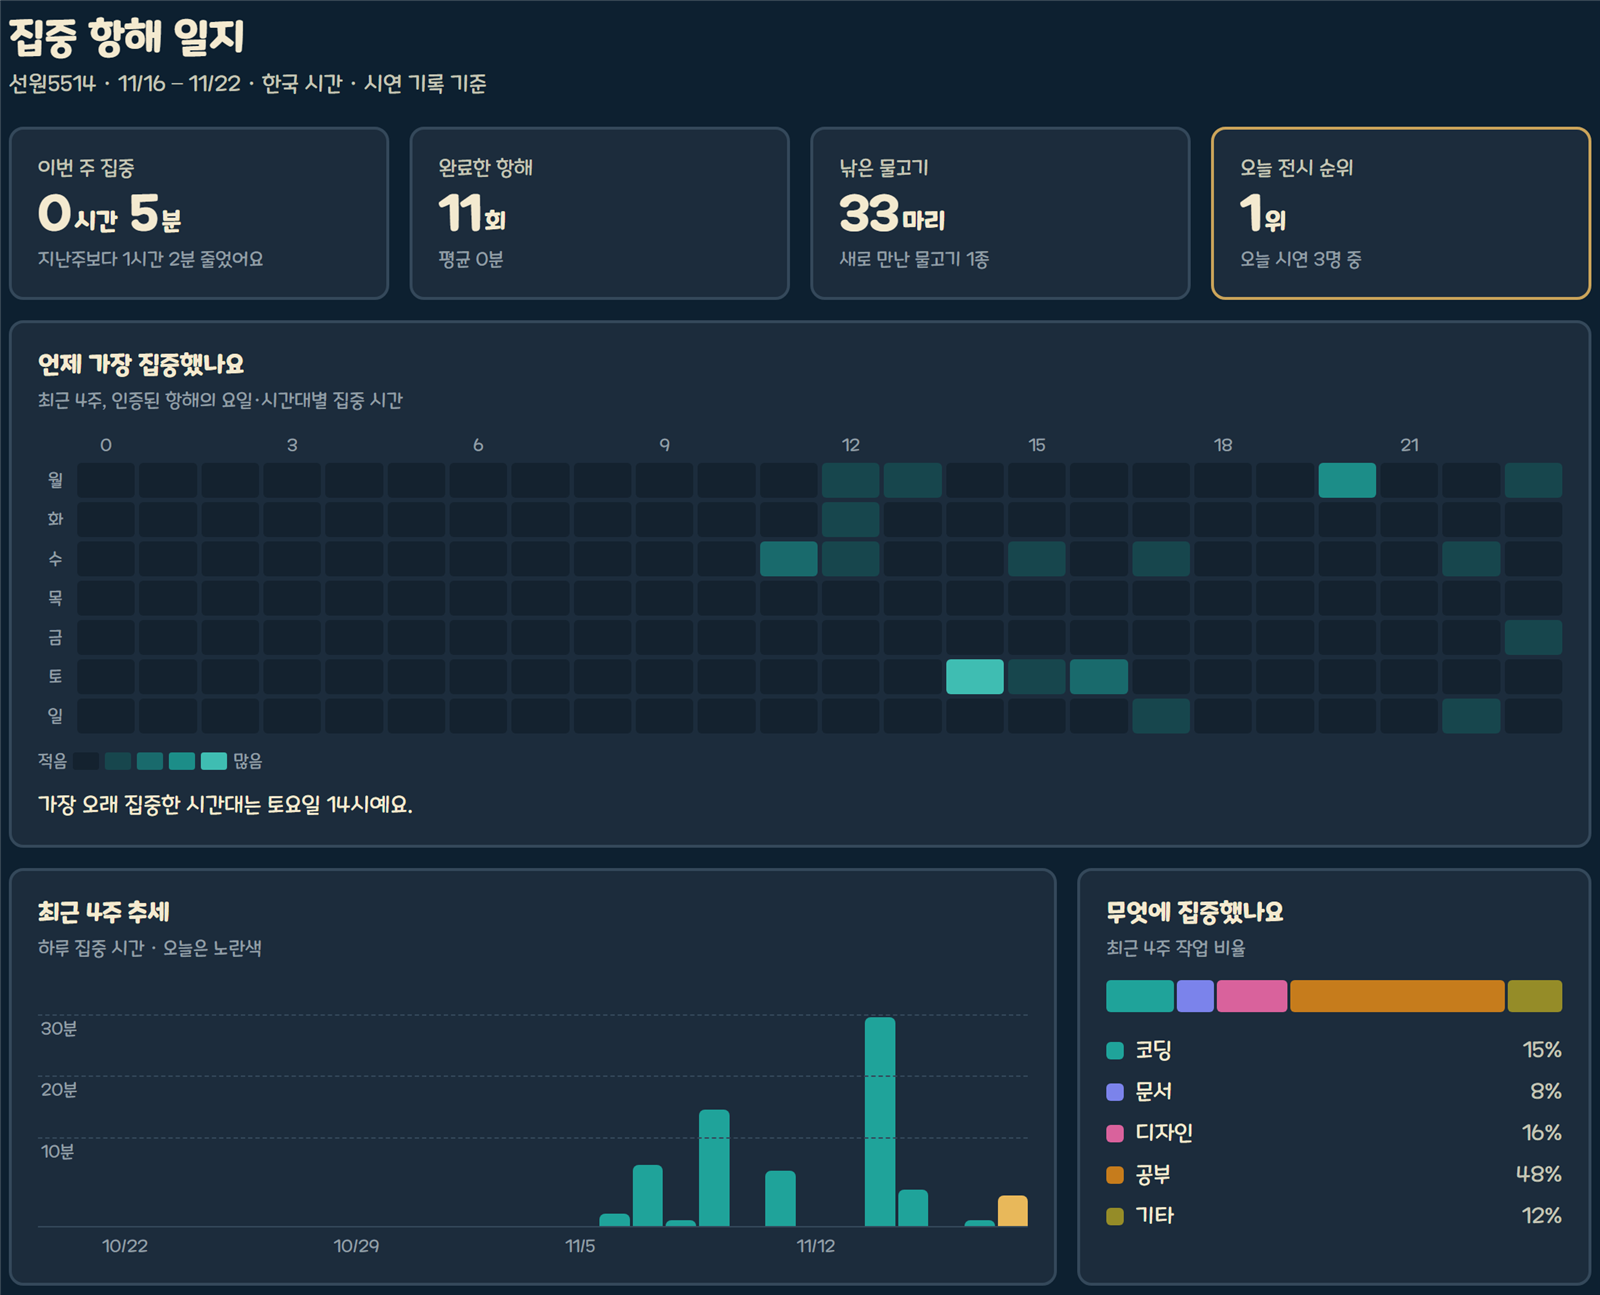 집중 항해 일지
선원5514 · 11/16 – 11/22 · 한국 시간 · 시연 기록 기준
이번 주 집중
0시간 5분
지난주보다 1시간 2분 줄었어요
완료한 항해
11회
평균 0분
낚은 물고기
33마리
새로 만난 물고기 1종
오늘 전시 순위
1위
오늘 시연 3명 중
언제 가장 집중했나요
최근 4주, 인증된 항해의 요일·시간대별 집중 시간
0 3 6 9 12 15 18 21
월
화
수
목
금
토
일
적음 많음
가장 오래 집중한 시간대는 토요일 14시예요.
최근 4주 추세
하루 집중 시간 · 오늘은 노란색
30분
20분
10분
10/22 10/29 11/5 11/12
무엇에 집중했나요
최근 4주 작업 비율
코딩 15%
문서 8%
디자인 16%
공부 48%
기타 12%